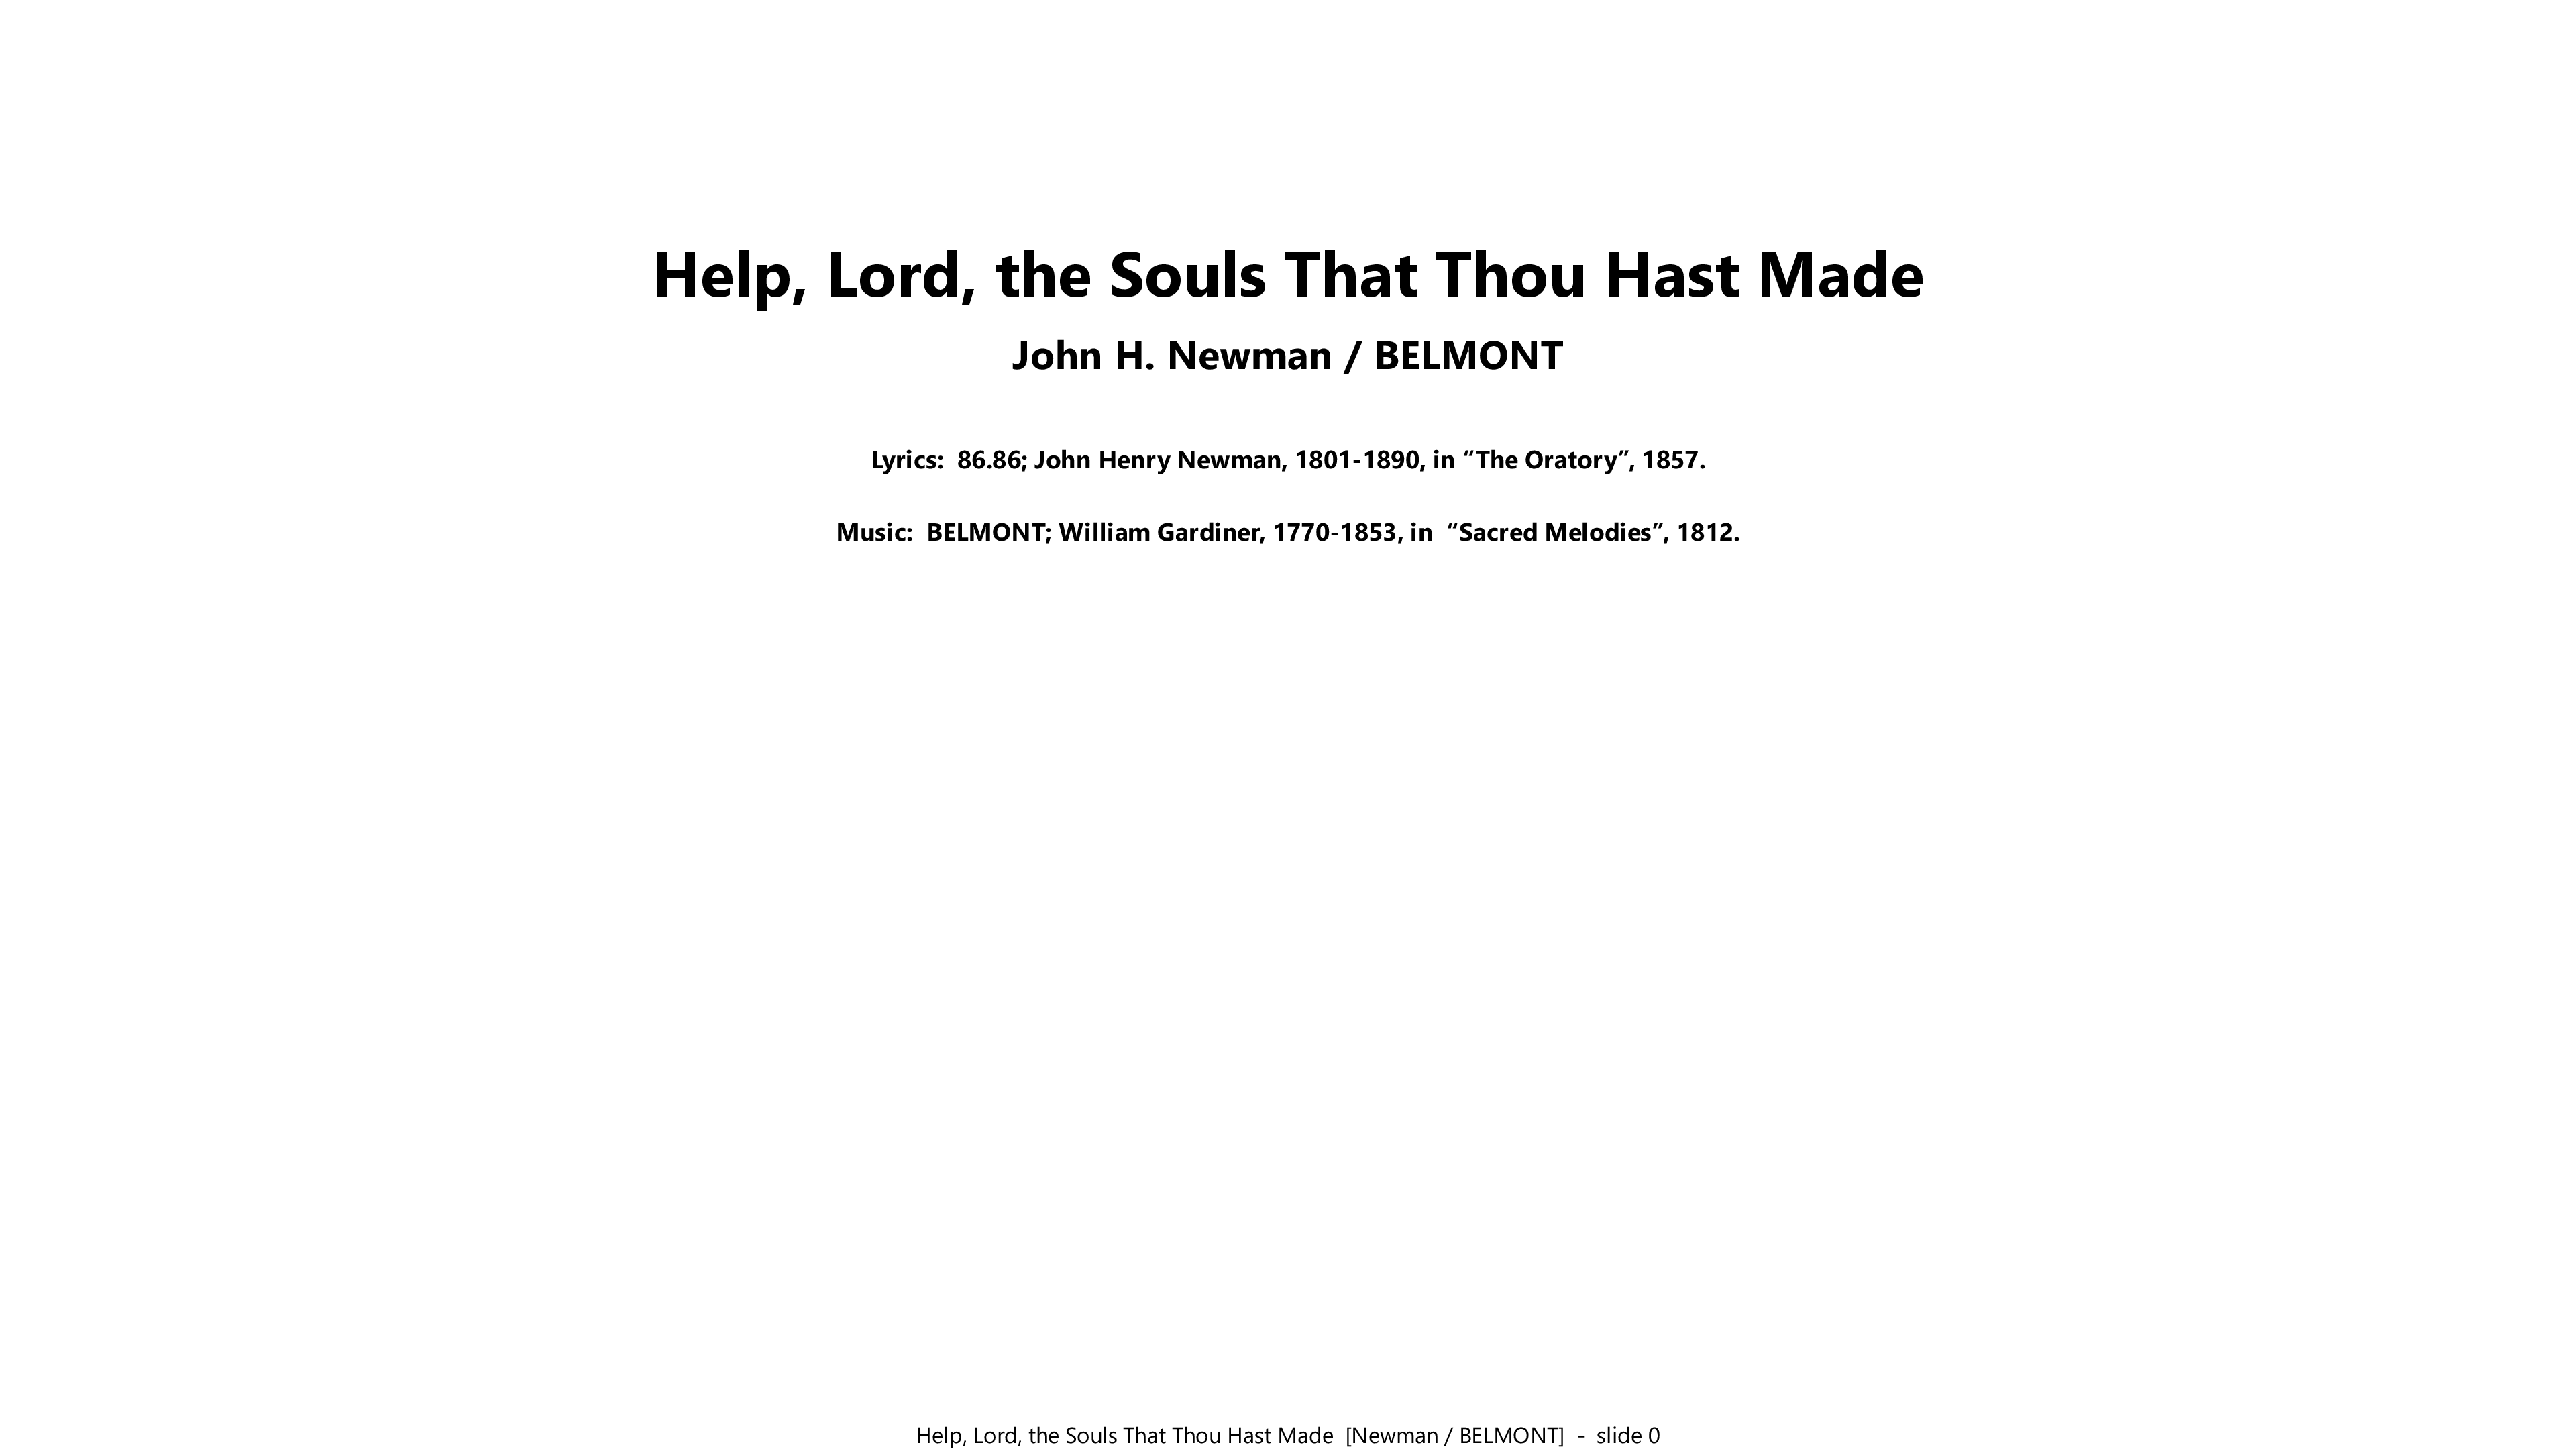 Help, Lord, the Souls That Thou Hast Made
John H. Newman / BELMONT
Lyrics:  86.86; John Henry Newman, 1801-1890, in “The Oratory”, 1857.
Music:  BELMONT; William Gardiner, 1770-1853, in  “Sacred Melodies”, 1812.
Help, Lord, the Souls That Thou Hast Made  [Newman / BELMONT]  -  slide 0